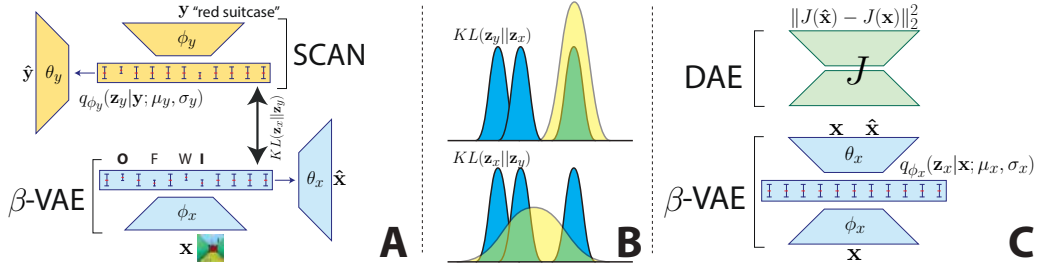 y "red suitcase"
ϕ_y
SCAN
ŷ
θ_y
q_{ϕ_y}(z_y|y; μ_y, σ_y)
KL(z_x||z_y)
O F W I
β-VAE
θ_x
x̂
ϕ_x
x
A
KL(z_y||z_x)
KL(z_x||z_y)
B
‖J(x̂) − J(x)‖₂²
DAE
J
x x̂
θ_x
q_{ϕ_x}(z_x|x; μ_x, σ_x)
β-VAE
ϕ_x
x
C